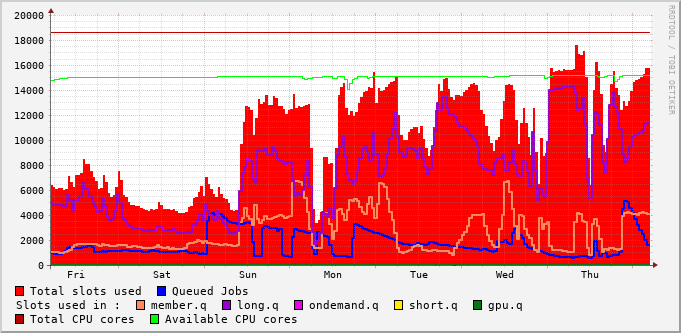 20000
18000
16000
14000
12000
10000
8000
6000
4000
2000
0
Fri Sat Sun Mon Tue Wed Thu
RRDTOOL / TOBI OETIKER
Total slots used Queued Jobs
Slots used in : member.q long.q ondemand.q short.q gpu.q
Total CPU cores Available CPU cores